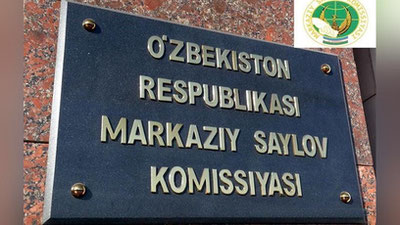 O'ZBEKISTON
RESPUBLIKASI
MARKAZIY SAYLOV
KOMISSIYASI